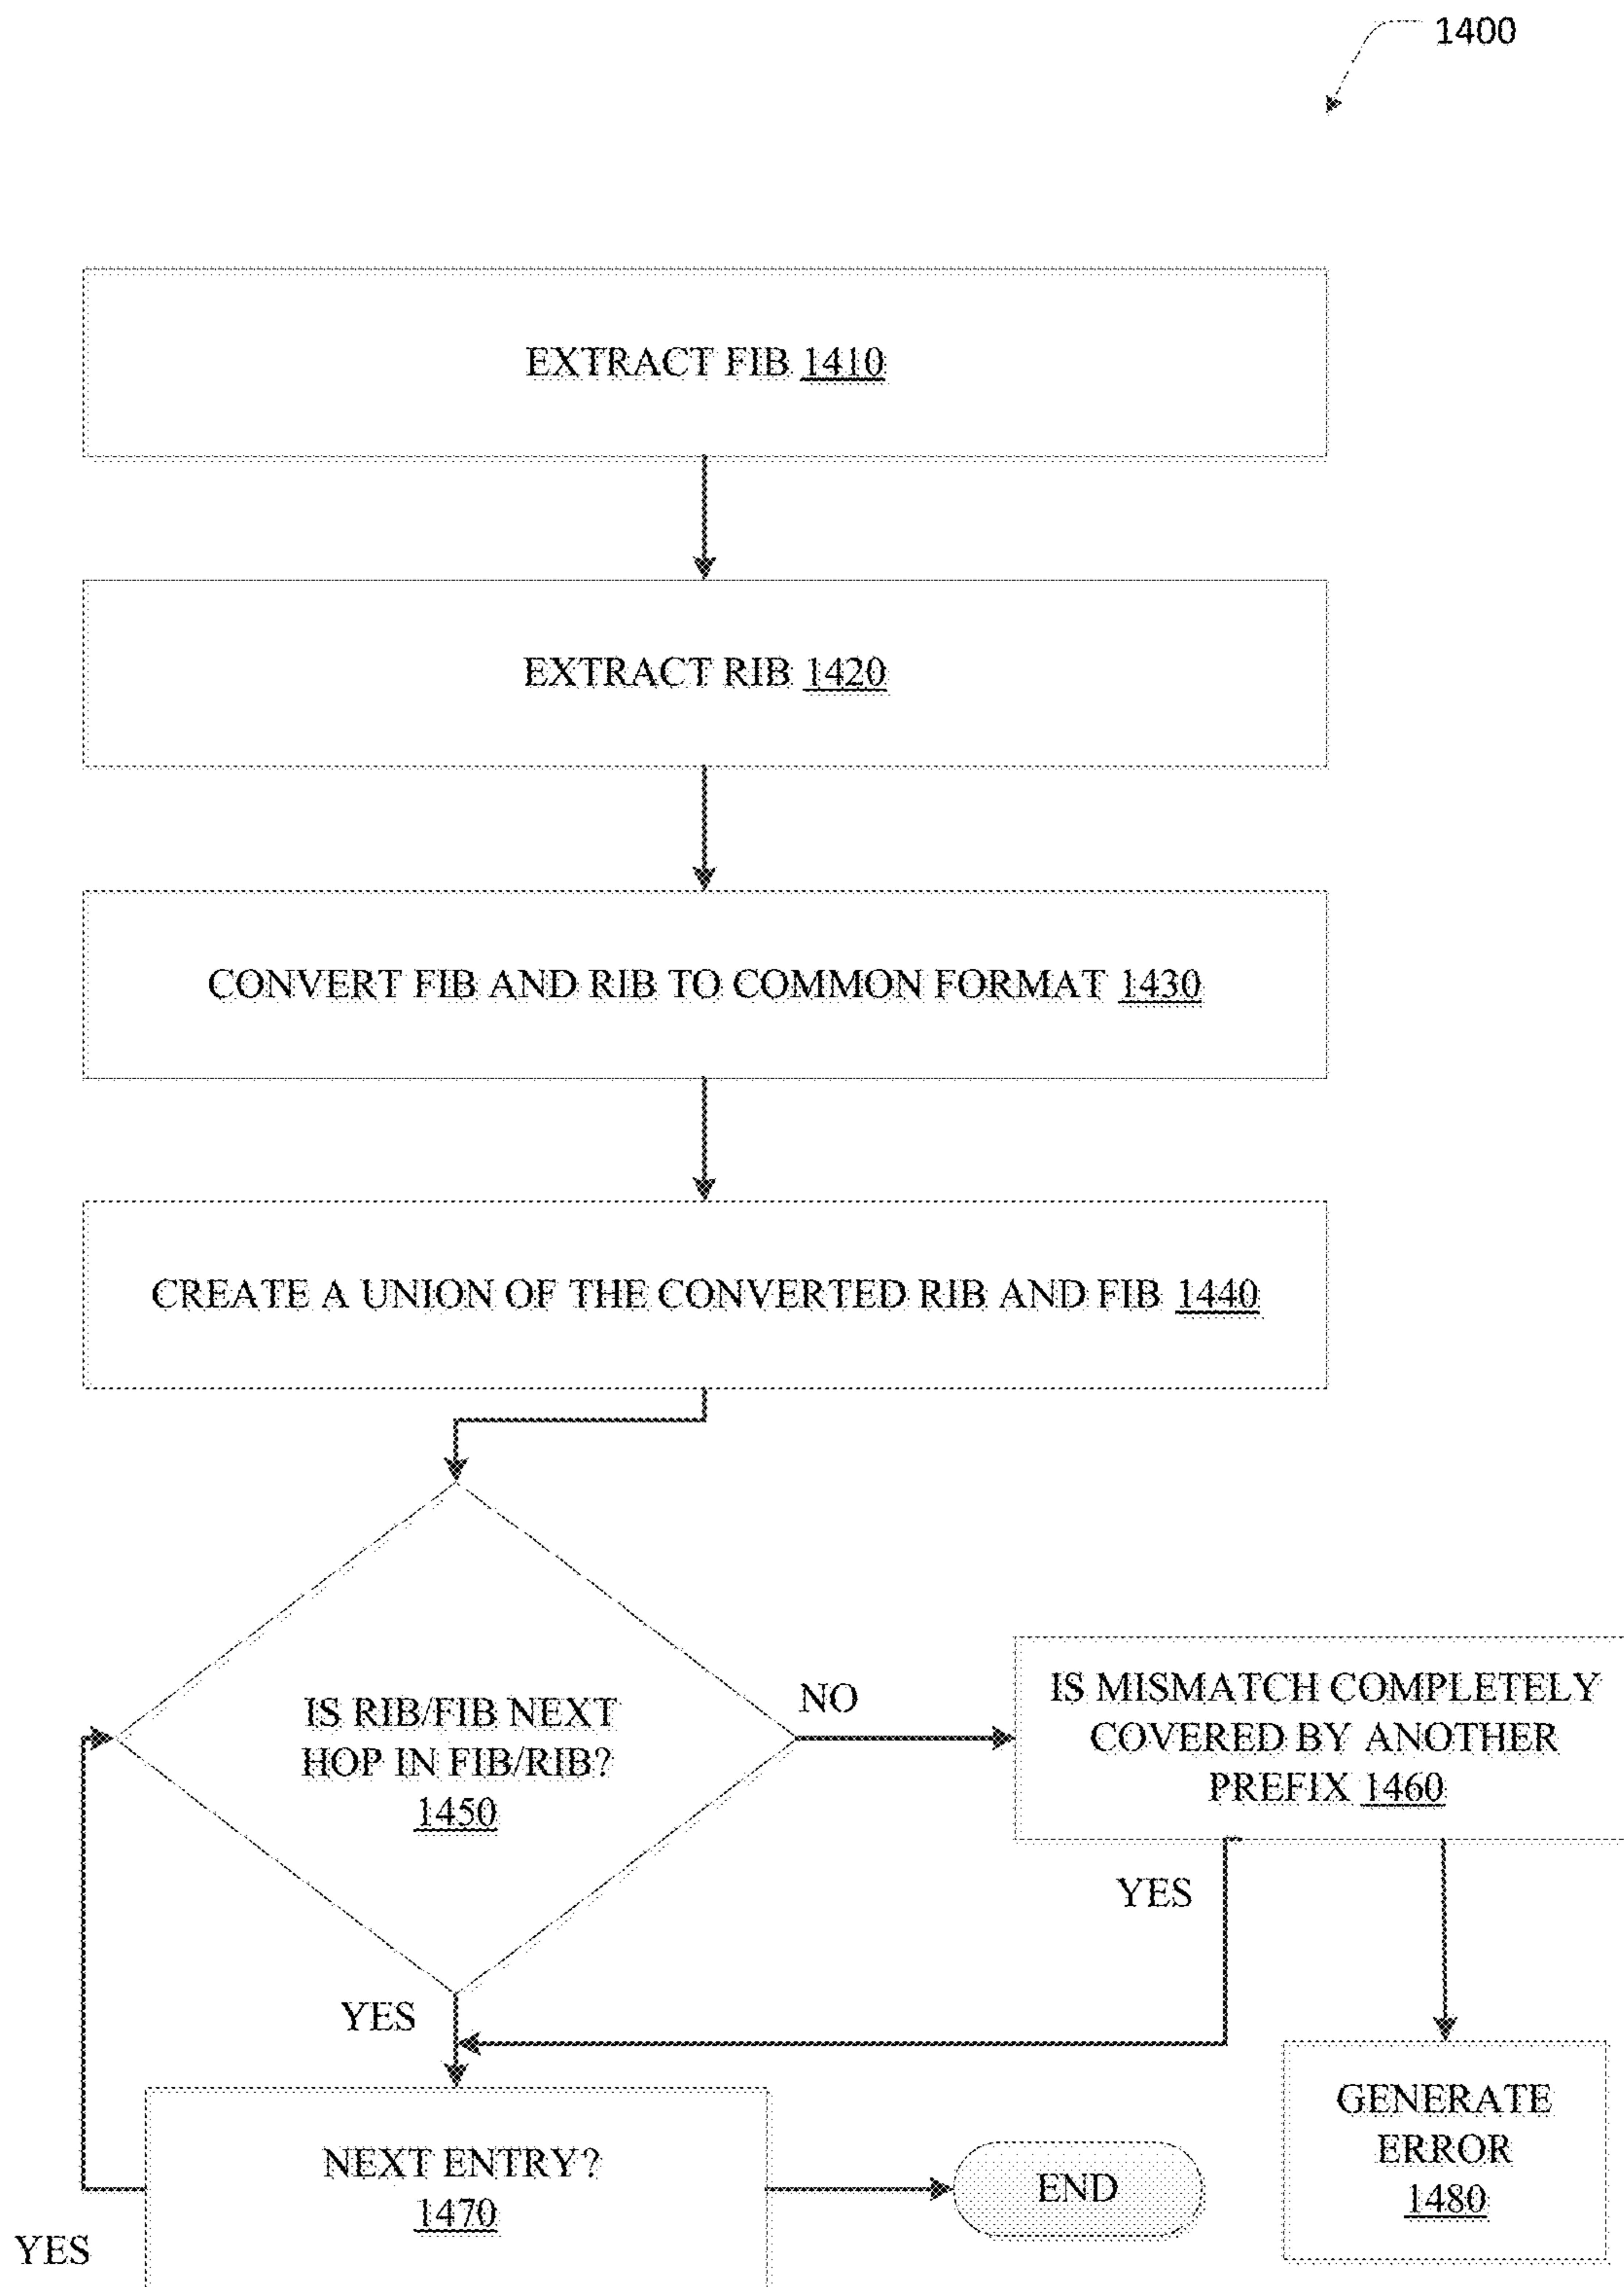 1400
EXTRACT FIB 1410
EXTRACT RIB 1420
CONVERT FIB AND RIB TO COMMON FORMAT 1430
CREATE A UNION OF THE CONVERTED RIB AND FIB 1440
IS RIB/FIB NEXT
HOP IN FIB/RIB?
1450
NO
IS MISMATCH COMPLETELY
COVERED BY ANOTHER
PREFIX 1460
YES
YES
GENERATE
ERROR
1480
NEXT ENTRY?
1470
END
YES